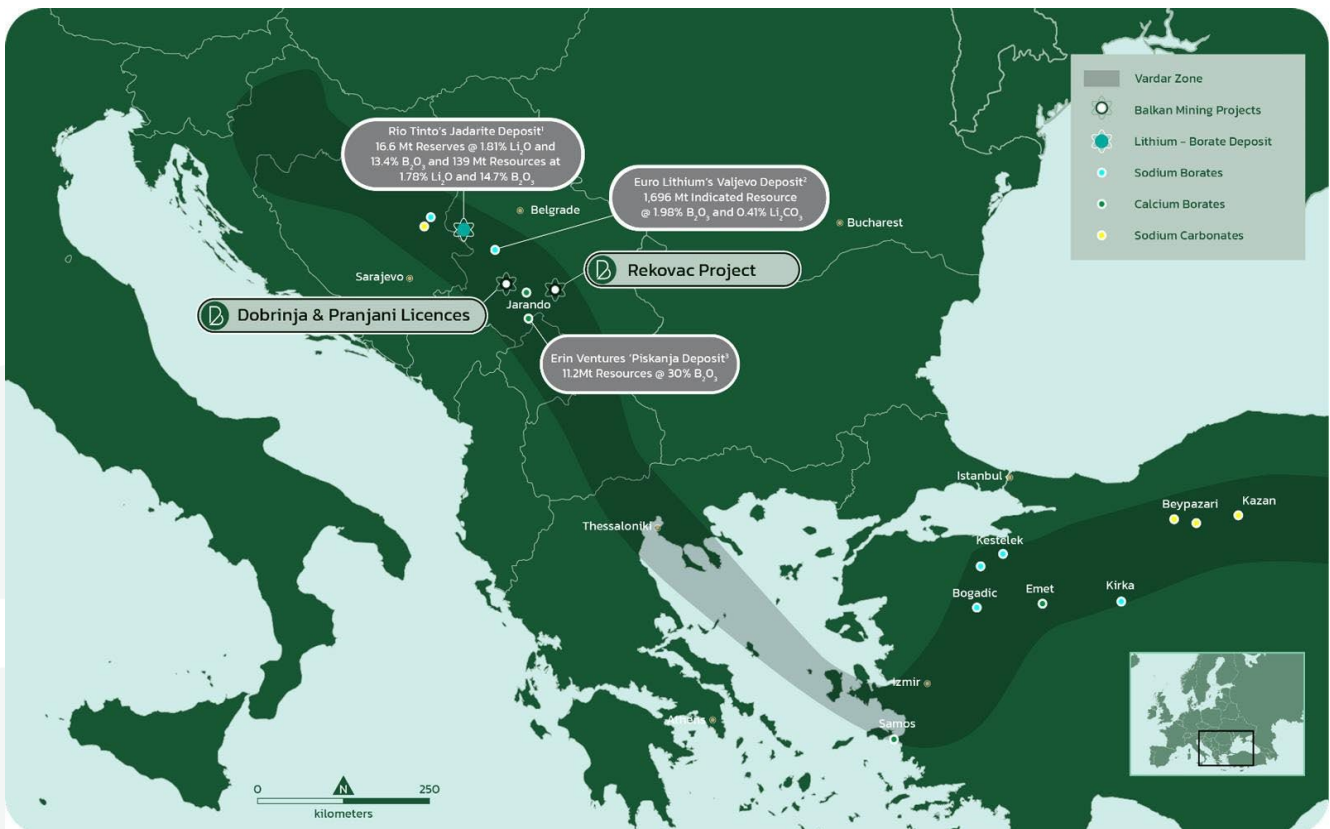 Vardar Zone
Balkan Mining Projects
Lithium - Borate Deposit
Sodium Borates
Calcium Borates
Sodium Carbonates
Rio Tinto's Jadarite Deposit¹
16.6 Mt Reserves @ 1.81% Li₂O and
13.4% B₂O₃ and 139 Mt Resources at
1.78% Li₂O and 14.7% B₂O₃
Euro Lithium's Valjevo Deposit²
1,696 Mt Indicated Resource
@ 1.98% B₂O₃ and 0.41% Li₂CO₃
Belgrade
Bucharest
Sarajevo
Rekovac Project
Dobrinja & Pranjani Licences
Jarando
Erin Ventures 'Piskanja Deposit³
11.2Mt Resources @ 30% B₂O₃
Istanbul
Thessaloniki
Beypazari
Kazan
Kestelek
Bogadic
Emet
Kirka
Izmir
Samos
Athens
0
N
250
kilometers